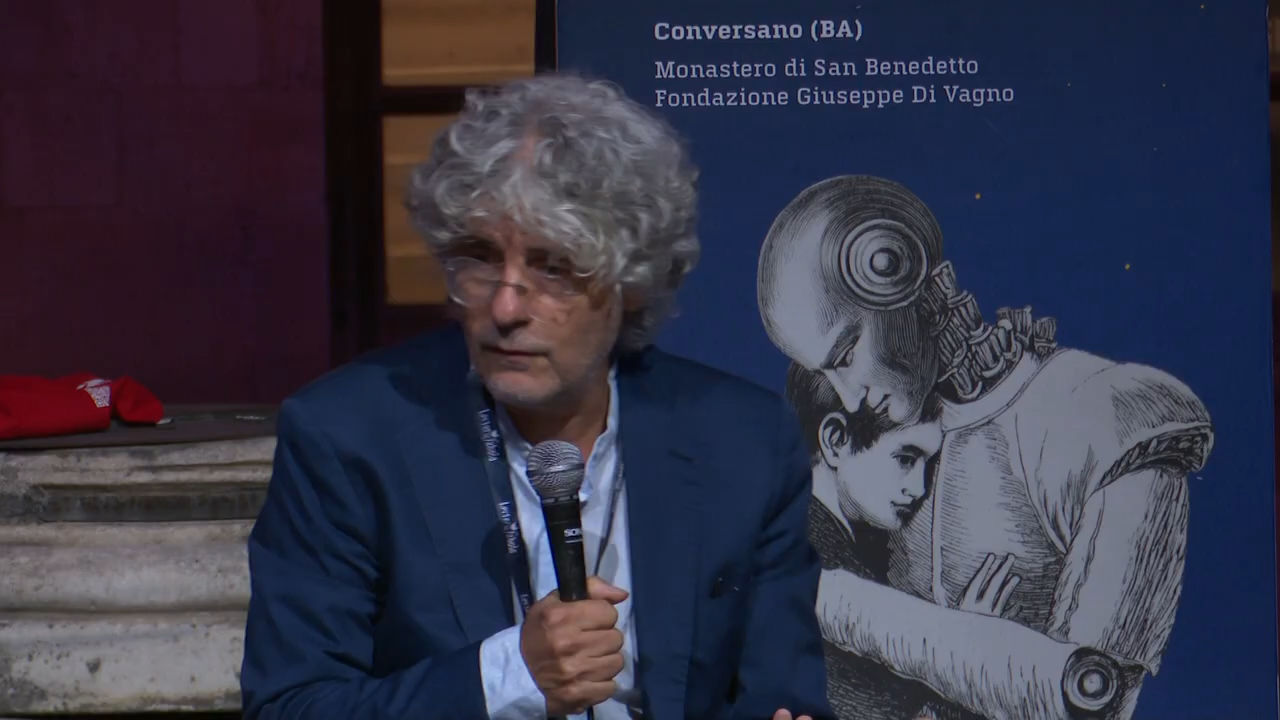 Conversano (BA)
Monastero di San Benedetto
Fondazione Giuseppe Di Vagno